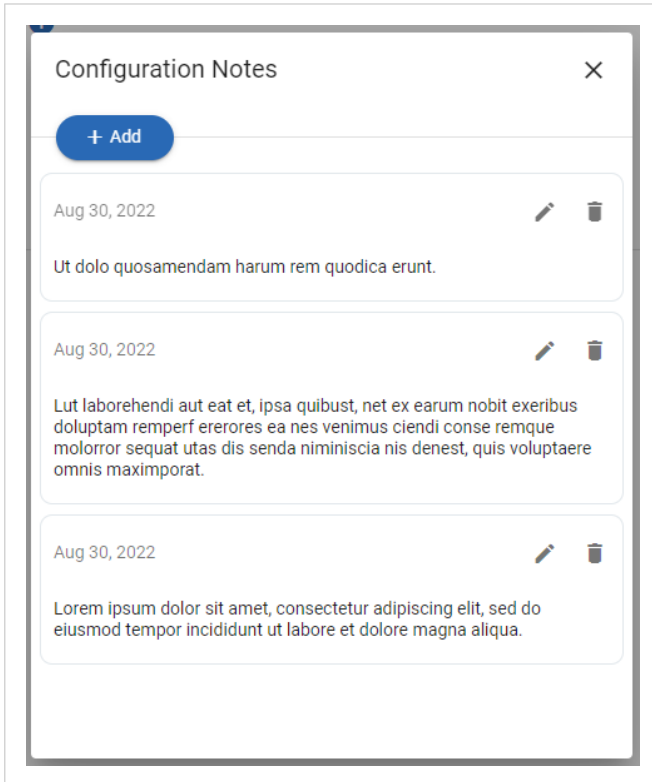 Configuration Notes
+ Add
Aug 30, 2022
Ut dolo quosamendam harum rem quodica erunt.
Aug 30, 2022
Lut laborehendi aut eat et, ipsa quibust, net ex earum nobit exeribus
doluptam remperf ererores ea nes venimus ciendi conse remque
molorror sequat utas dis senda niminiscia nis denest, quis voluptaere
omnis maximporat.
Aug 30, 2022
Lorem ipsum dolor sit amet, consectetur adipiscing elit, sed do
eiusmod tempor incididunt ut labore et dolore magna aliqua.